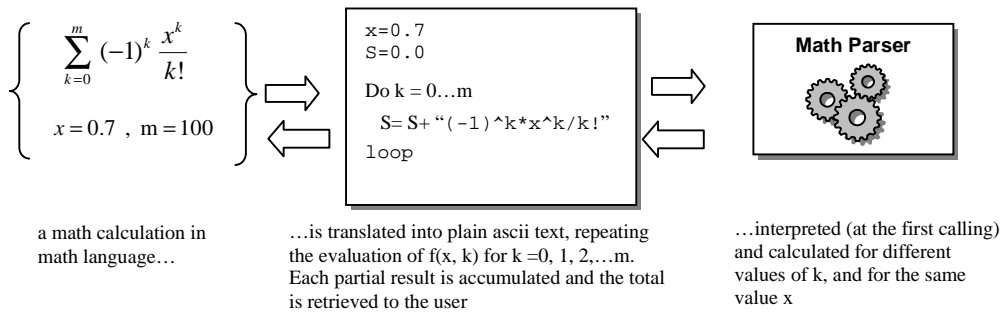 ∑ₖ₌₀ᵐ (−1)ᵏ xᵏ/k!
x = 0.7 , m = 100
x=0.7
S=0.0
Do k = 0…m
S= S+ “(-1)^k*x^k/k!”
loop
Math Parser
a math calculation in
math language…
…is translated into plain ascii text, repeating
the evaluation of f(x, k) for k =0, 1, 2,…m.
Each partial result is accumulated and the total
is retrieved to the user
…interpreted (at the first calling)
and calculated for different
values of k, and for the same
value x